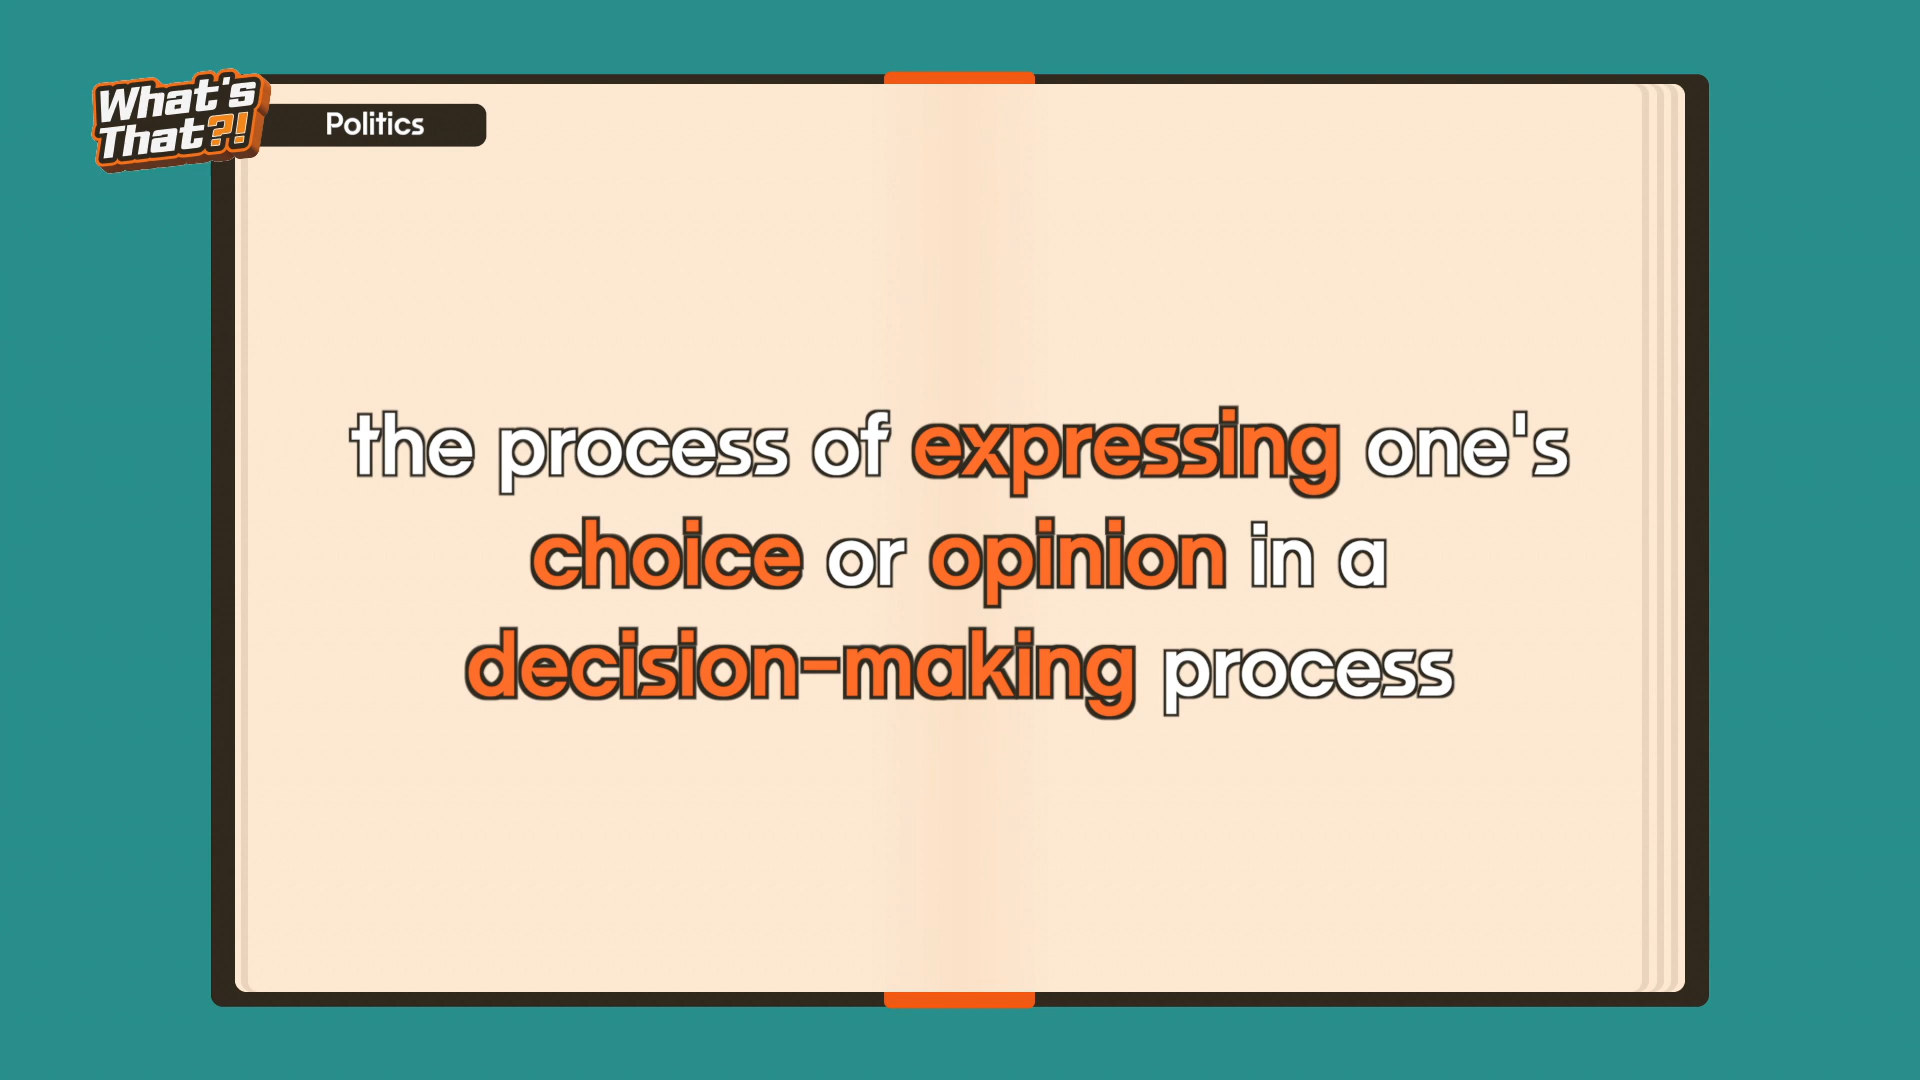 What's
That?!
Politics
the process of expressing one's
choice or opinion in a
decision-making process